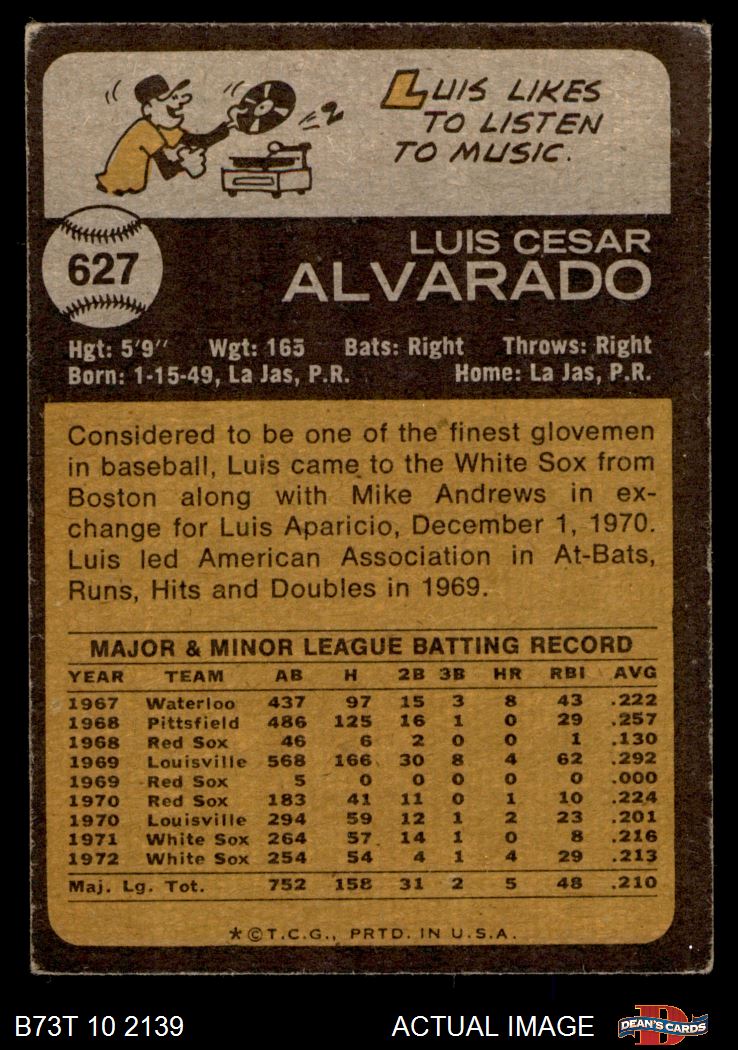 LUIS LIKES
TO LISTEN
TO MUSIC.
627
LUIS CESAR
ALVARADO
Hgt: 5'9" Wgt: 163 Bats: Right Throws: Right
Born: 1-15-49, La Jas, P.R. Home: La Jas, P.R.
Considered to be one of the finest glovemen
in baseball, Luis came to the White Sox from
Boston along with Mike Andrews in ex-
change for Luis Aparicio, December 1, 1970.
Luis led American Association in At-Bats,
Runs, Hits and Doubles in 1969.
MAJOR & MINOR LEAGUE BATTING RECORD
YEAR TEAM AB H 2B 3B HR RBI AVG
1967 Waterloo 437 97 15 3 8 43 .222
1968 Pittsfield 486 125 16 1 0 29 .257
1968 Red Sox 46 6 2 0 0 1 .130
1969 Louisville 568 166 30 8 4 62 .292
1969 Red Sox 5 0 0 0 0 0 .000
1970 Red Sox 183 41 11 0 1 10 .224
1970 Louisville 294 59 12 1 2 23 .201
1971 White Sox 264 57 14 1 0 8 .216
1972 White Sox 254 54 4 1 4 29 .213
Maj. Lg. Tot. 752 158 31 2 5 48 .210
*©T.C.G., PRTD. IN U.S.A.
B73T 10 2139 ACTUAL IMAGE DEAN'S CARDS